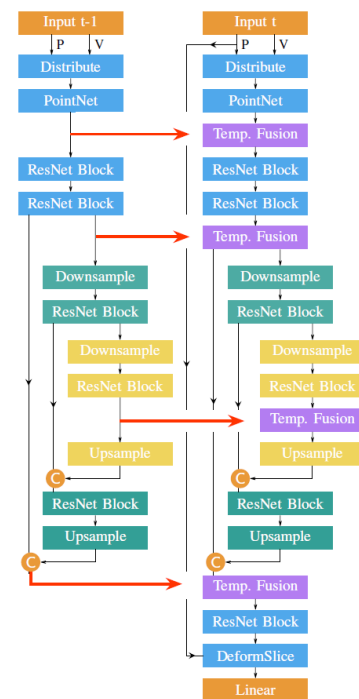 Input t-1
P V
Distribute
PointNet
ResNet Block
ResNet Block
Downsample
ResNet Block
Downsample
ResNet Block
Upsample
C
ResNet Block
Upsample
C
Input t
P V
Distribute
PointNet
Temp. Fusion
ResNet Block
ResNet Block
Temp. Fusion
Downsample
ResNet Block
Downsample
ResNet Block
Temp. Fusion
Upsample
C
ResNet Block
Upsample
C
Temp. Fusion
ResNet Block
DeformSlice
Linear